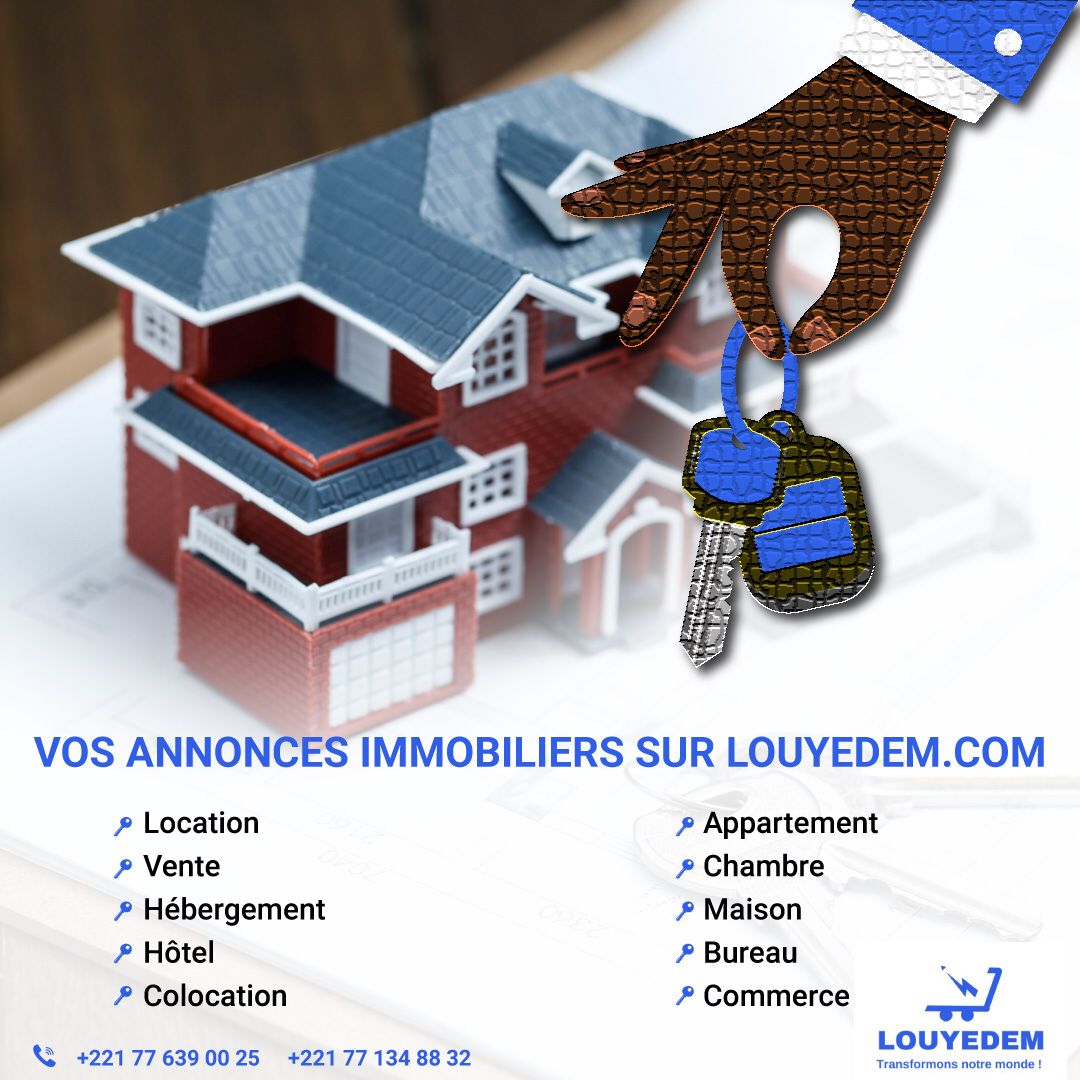 VOS ANNONCES IMMOBILIERS SUR LOUYEDEM.COM
Location
Vente
Hébergement
Hôtel
Colocation
Appartement
Chambre
Maison
Bureau
Commerce
LOUYEDEM
Transformons notre monde !
+221 77 639 00 25 +221 77 134 88 32